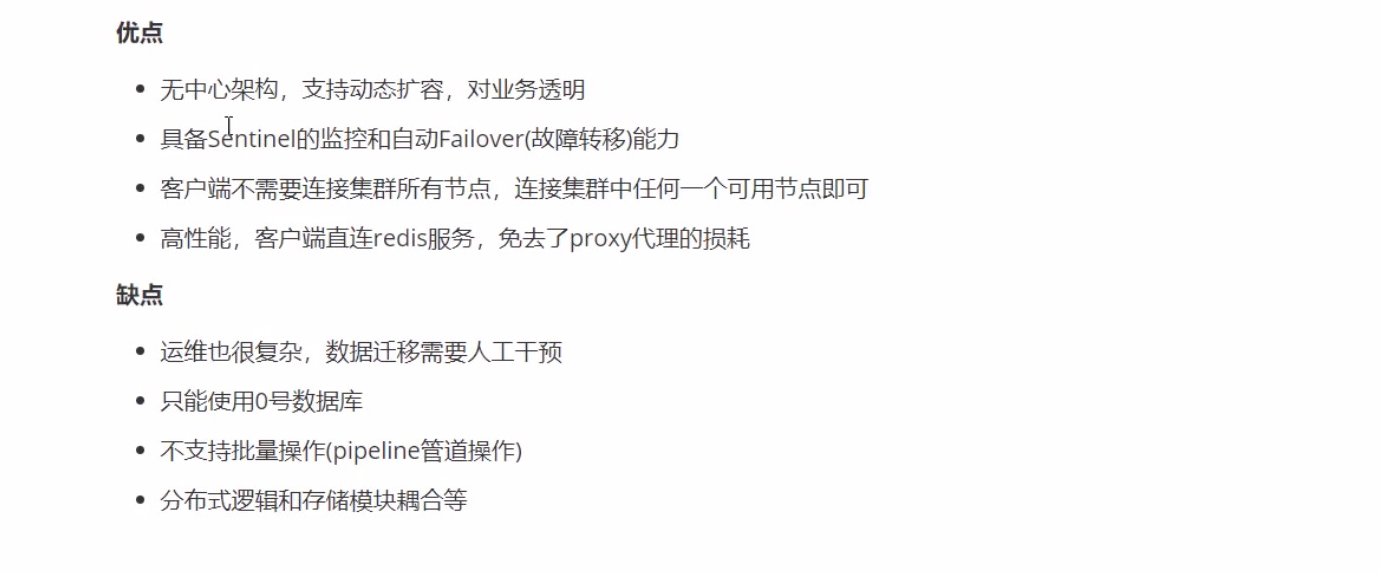 优点
无中心架构，支持动态扩容，对业务透明
具备Sentinel的监控和自动Failover(故障转移)能力
客户端不需要连接集群所有节点，连接集群中任何一个可用节点即可
高性能，客户端直连redis服务，免去了proxy代理的损耗
缺点
运维也很复杂，数据迁移需要人工干预
只能使用0号数据库
不支持批量操作(pipeline管道操作)
分布式逻辑和存储模块耦合等